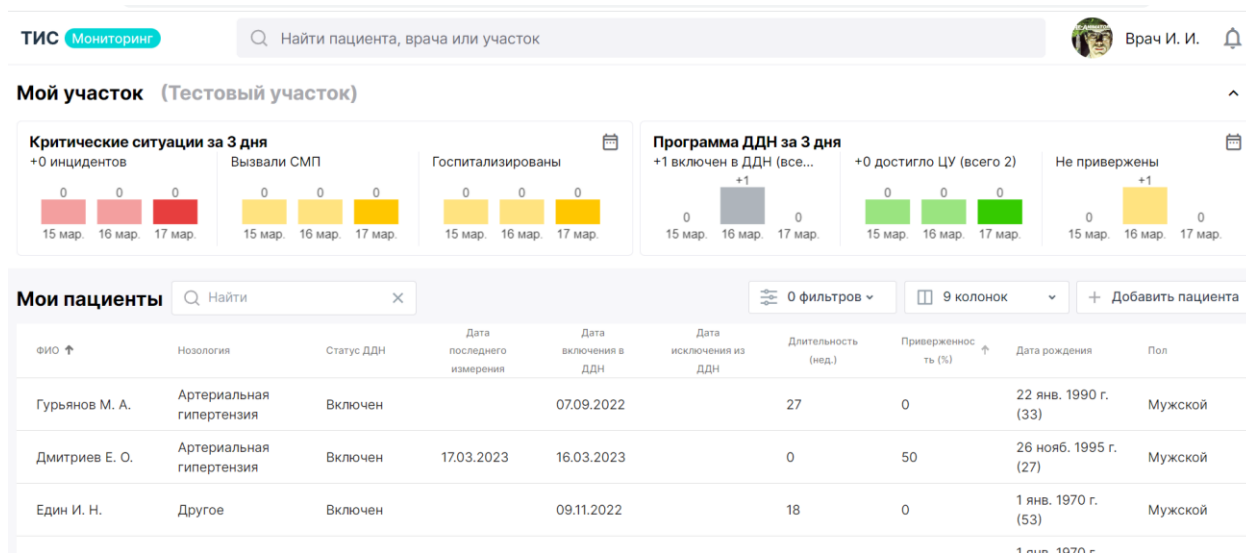 ТИС Мониторинг
Найти пациента, врача или участок
Врач И. И.
Мой участок (Тестовый участок)
Критические ситуации за 3 дня
+0 инцидентов
0 0 0
15 мар. 16 мар. 17 мар.
Вызвали СМП
0 0 0
15 мар. 16 мар. 17 мар.
Госпитализированы
0 0 0
15 мар. 16 мар. 17 мар.
Программа ДДН за 3 дня
+1 включен в ДДН (все...
0 +1 0
15 мар. 16 мар. 17 мар.
+0 достигло ЦУ (всего 2)
0 0 0
15 мар. 16 мар. 17 мар.
Не привержены
0 +1 0
15 мар. 16 мар. 17 мар.
Мои пациенты
Найти
0 фильтров
9 колонок
+ Добавить пациента
ФИО
Нозология
Статус ДДН
Дата
последнего
измерения
Дата
включения в
ДДН
Дата
исключения из
ДДН
Длительность
(нед.)
Приверженнос
ть (%)
Дата рождения
Пол
Гурьянов М. А.
Артериальная
гипертензия
Включен
07.09.2022
27
0
22 янв. 1990 г.
(33)
Мужской
Дмитриев Е. О.
Артериальная
гипертензия
Включен
17.03.2023
16.03.2023
0
50
26 нояб. 1995 г.
(27)
Мужской
Един И. Н.
Другое
Включен
09.11.2022
18
0
1 янв. 1970 г.
(53)
Мужской
1 янв. 1970 г.